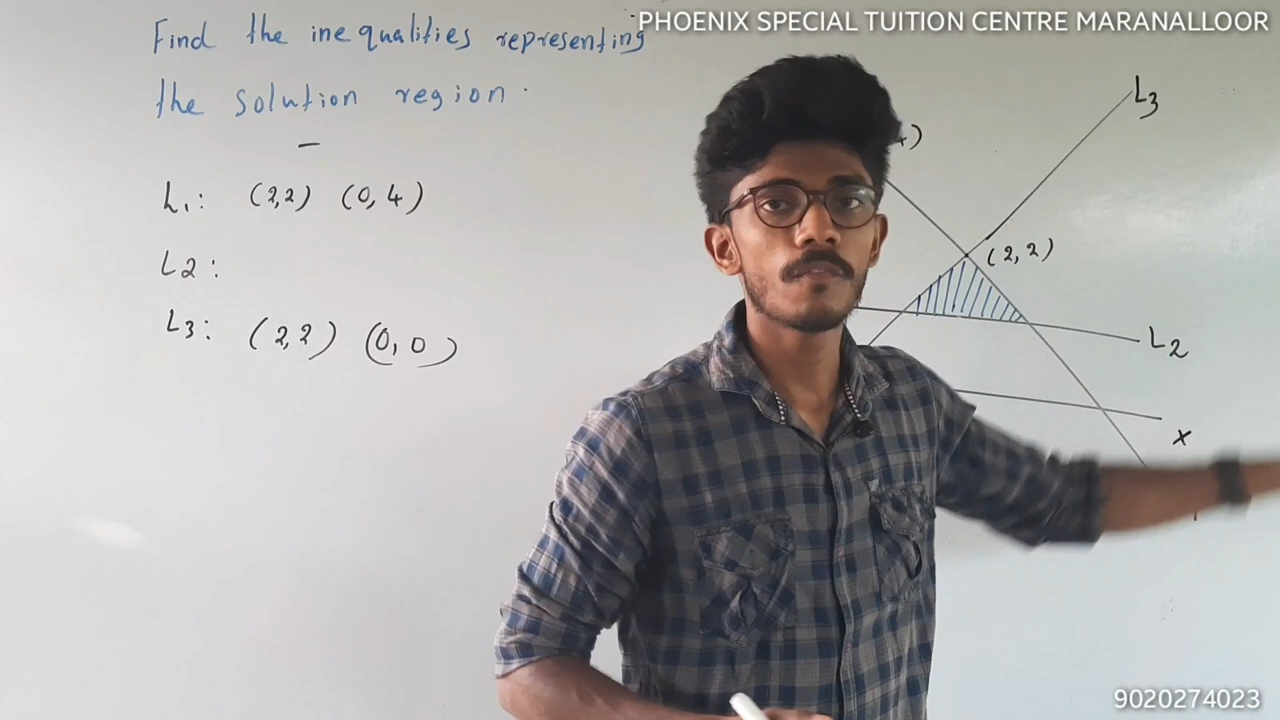 PHOENIX SPECIAL TUITION CENTRE MARANALLOOR
Find the inequalities representing
the solution region.
L₁: (2,2) (0,4)
L2:
L3: (2,2) (0,0)
L3
(2,2)
L2
x
9020274023